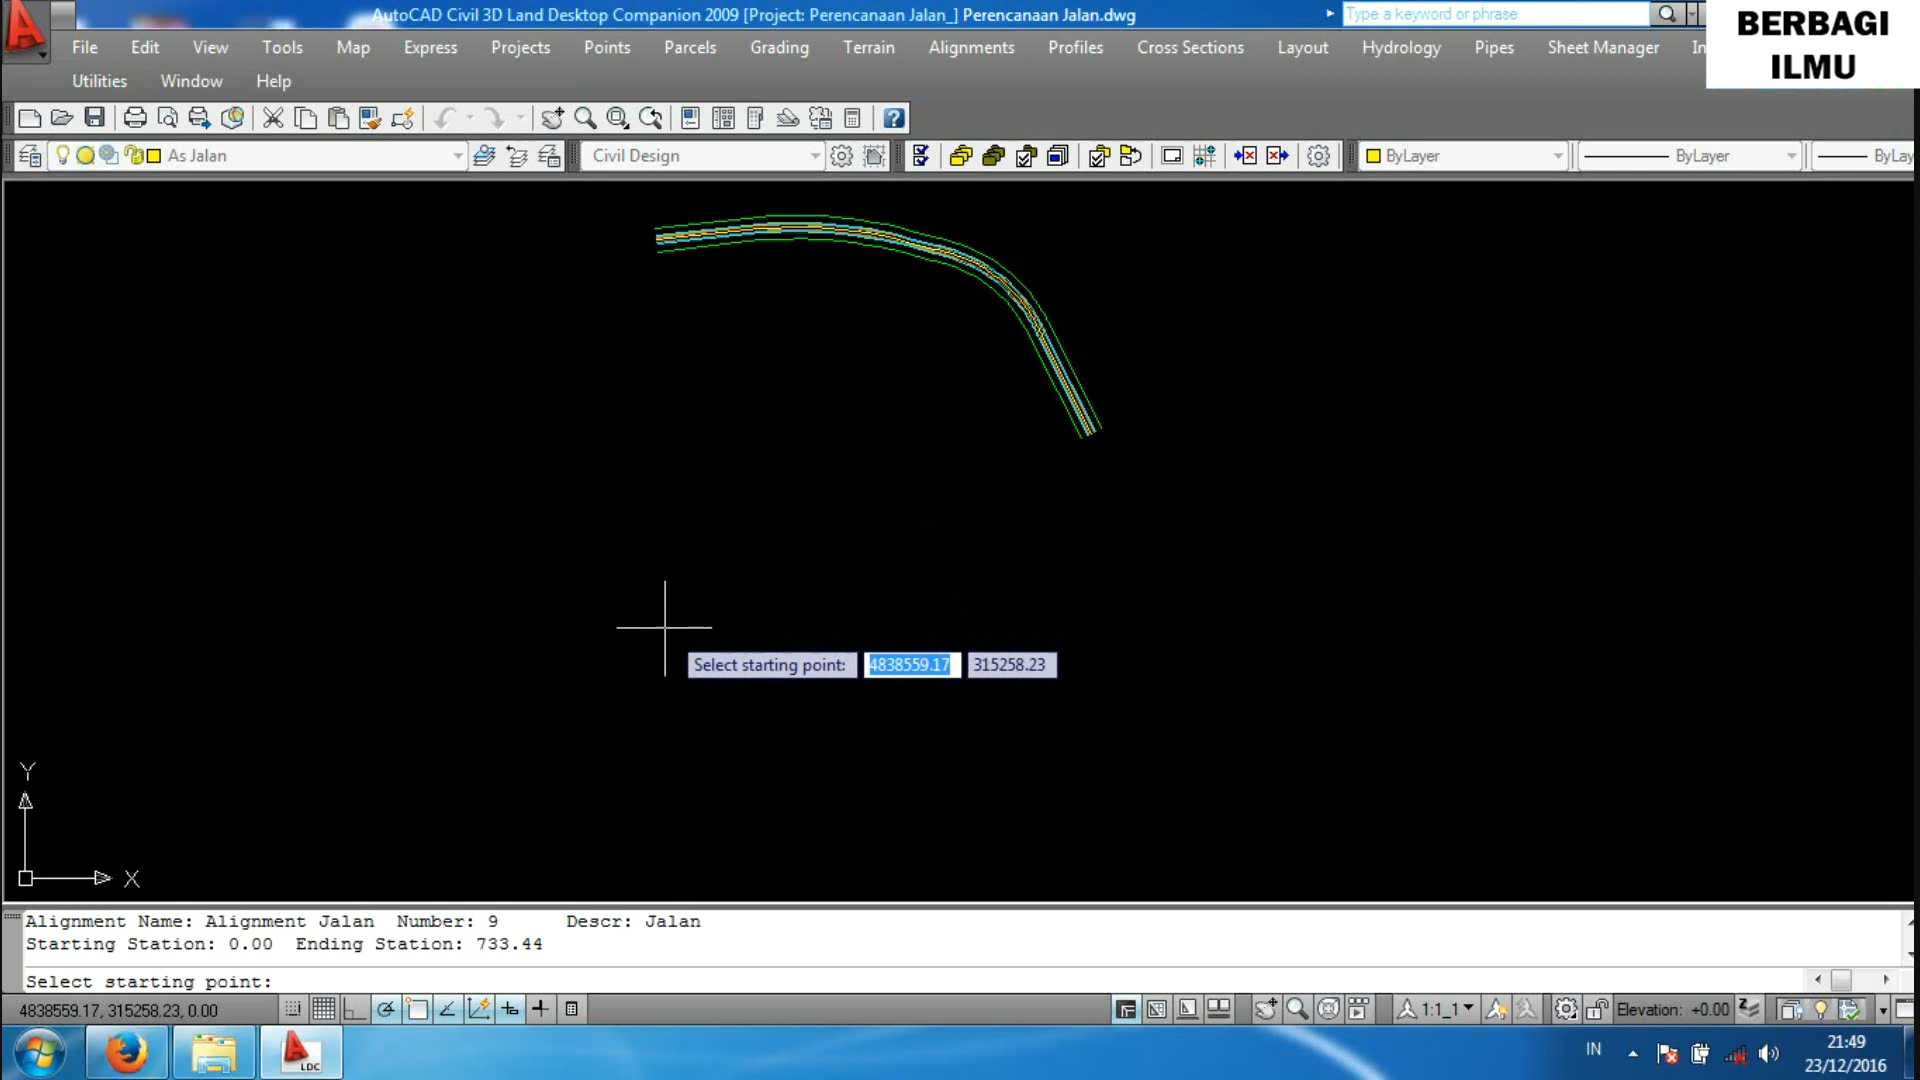 AutoCAD Civil 3D Land Desktop Companion 2009 [Project: Perencanaan Jalan_] Perencanaan Jalan.dwg
Type a keyword or phrase
BERBAGI
ILMU
File Edit View Tools Map Express Projects Points Parcels Grading Terrain Alignments Profiles Cross Sections Layout Hydrology Pipes Sheet Manager In
Utilities Window Help
As Jalan
Civil Design
ByLayer
ByLayer
ByLay
Select starting point: 4838559.17 315258.23
Y
X
Alignment Name: Alignment Jalan Number: 9 Descr: Jalan
Starting Station: 0.00 Ending Station: 733.44
Select starting point:
4838559.17, 315258.23, 0.00
1:1_1
Elevation: +0.00
LDC
IN
21:49
23/12/2016